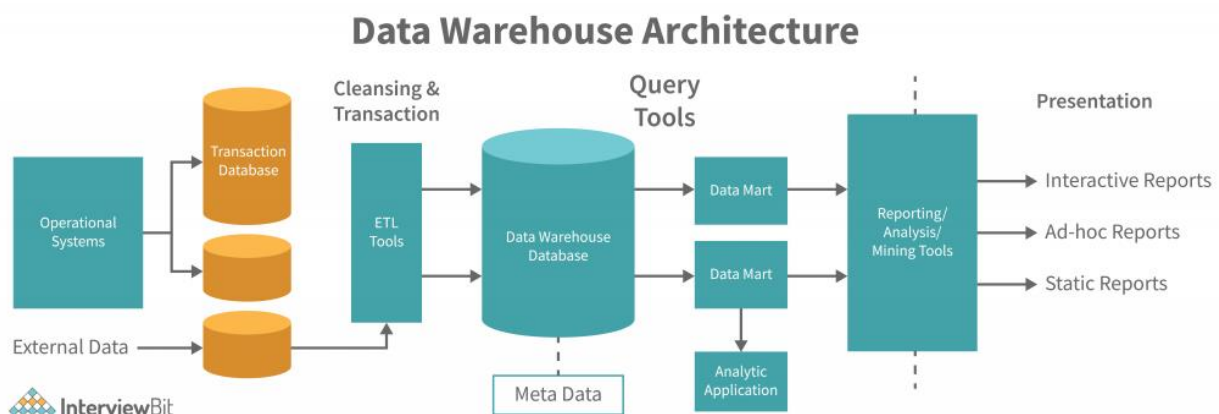 Data Warehouse Architecture
Cleansing &
Transaction
Query
Tools
Presentation
Transaction
Database
Operational
Systems
ETL
Tools
Data Warehouse
Database
Data Mart
Data Mart
Reporting/
Analysis/
Mining Tools
Interactive Reports
Ad-hoc Reports
Static Reports
External Data
Meta Data
Analytic
Application
InterviewBit